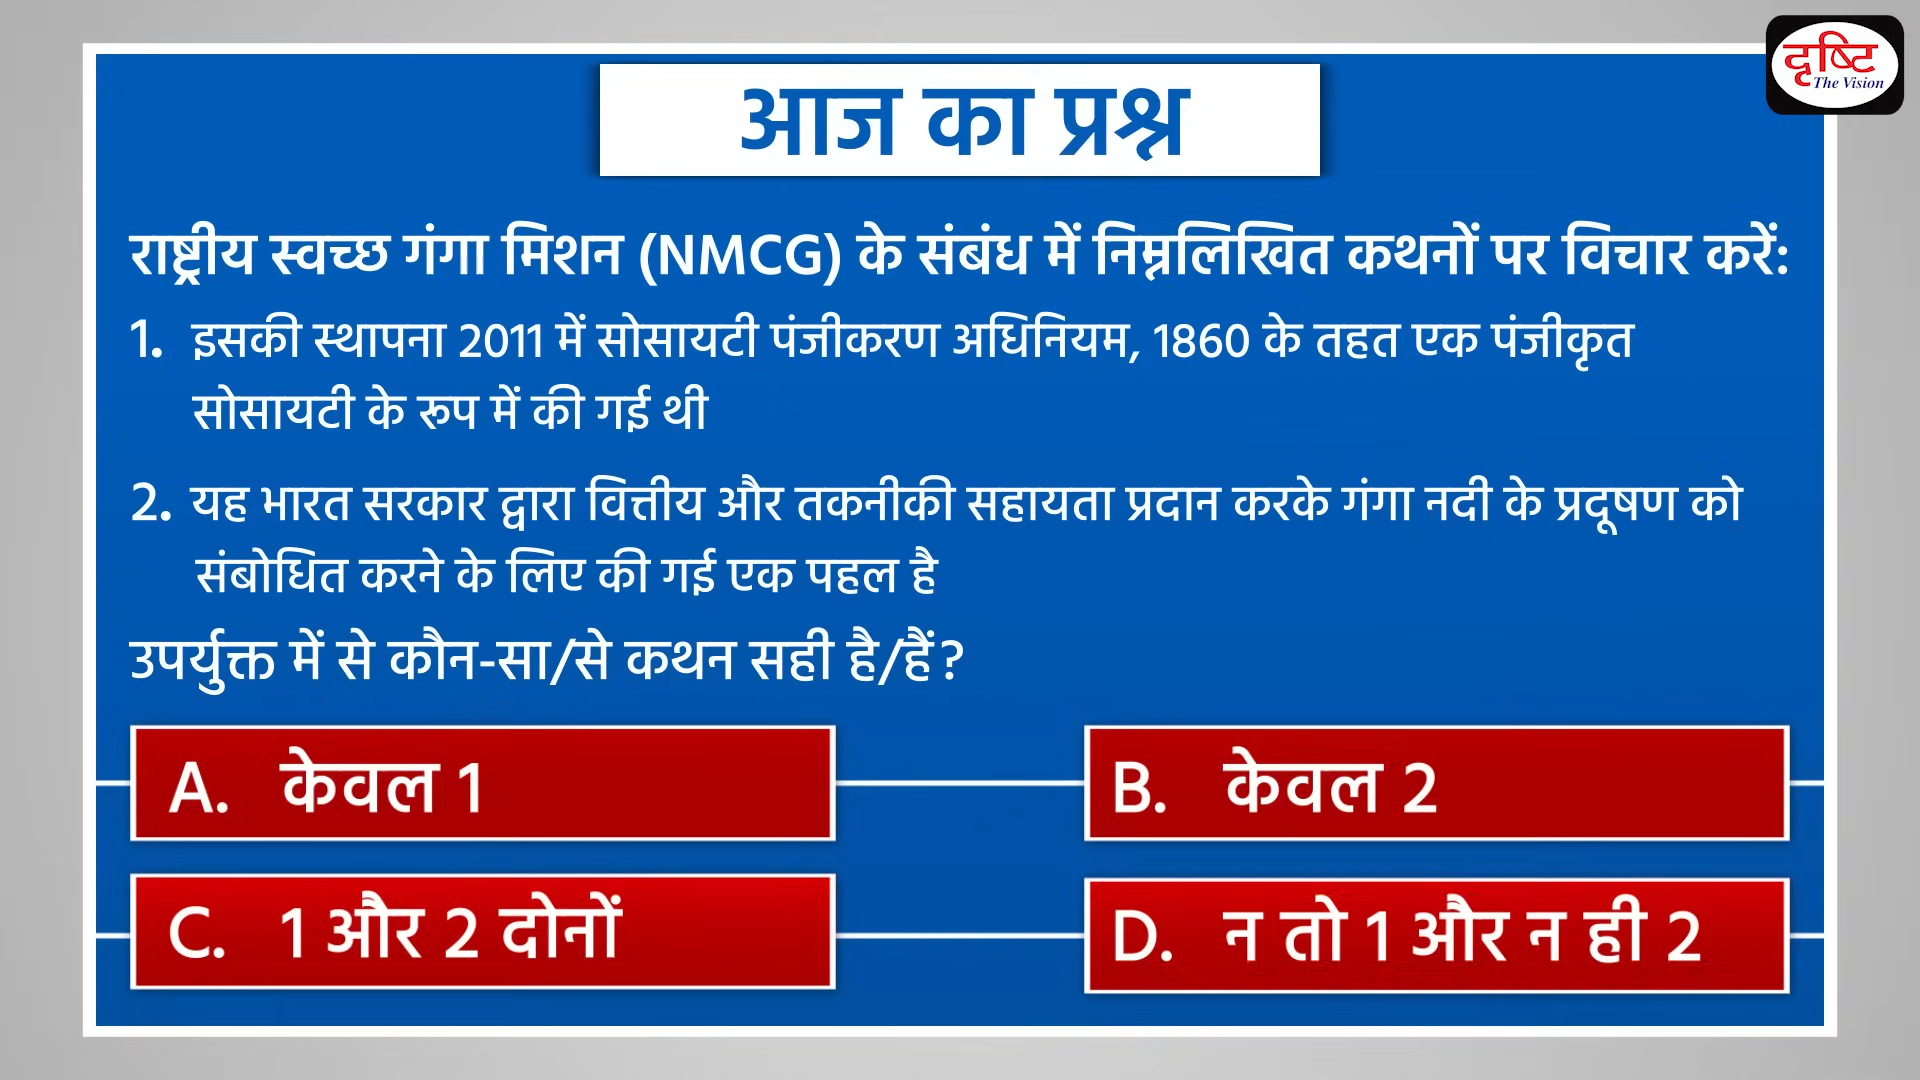 दृष्टि
The Vision
आज का प्रश्न
राष्ट्रीय स्वच्छ गंगा मिशन (NMCG) के संबंध में निम्नलिखित कथनों पर विचार करें:
1. इसकी स्थापना 2011 में सोसायटी पंजीकरण अधिनियम, 1860 के तहत एक पंजीकृत
सोसायटी के रूप में की गई थी
2. यह भारत सरकार द्वारा वित्तीय और तकनीकी सहायता प्रदान करके गंगा नदी के प्रदूषण को
संबोधित करने के लिए की गई एक पहल है
उपर्युक्त में से कौन-सा/से कथन सही है/हैं?
A. केवल 1
B. केवल 2
C. 1 और 2 दोनों
D. न तो 1 और न ही 2